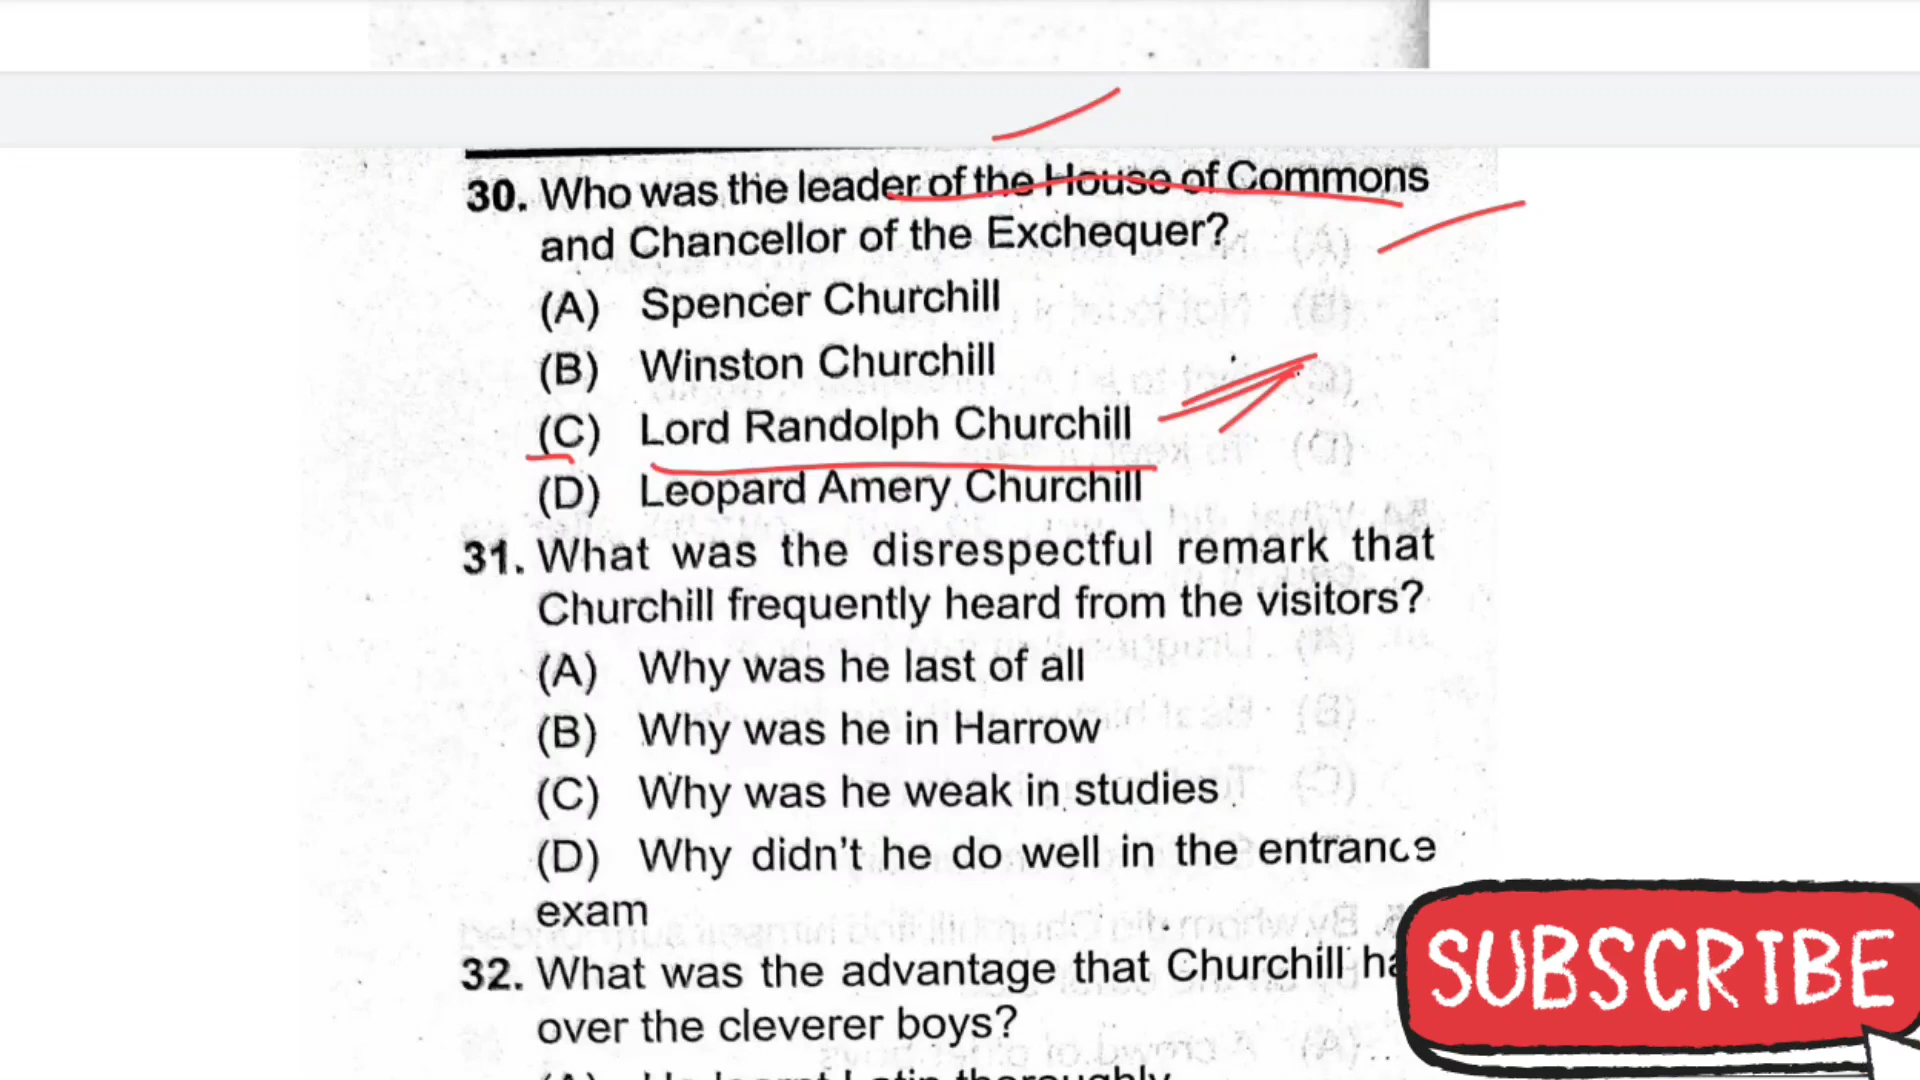 30. Who was the leader of the House of Commons
and Chancellor of the Exchequer?
(A) Spencer Churchill
(B) Winston Churchill
(C) Lord Randolph Churchill
(D) Leopard Amery Churchill
31. What was the disrespectful remark that
Churchill frequently heard from the visitors?
(A) Why was he last of all
(B) Why was he in Harrow
(C) Why was he weak in studies
(D) Why didn't he do well in the entrance
exam
32. What was the advantage that Churchill
over the cleverer boys?
SUBSCRIBE